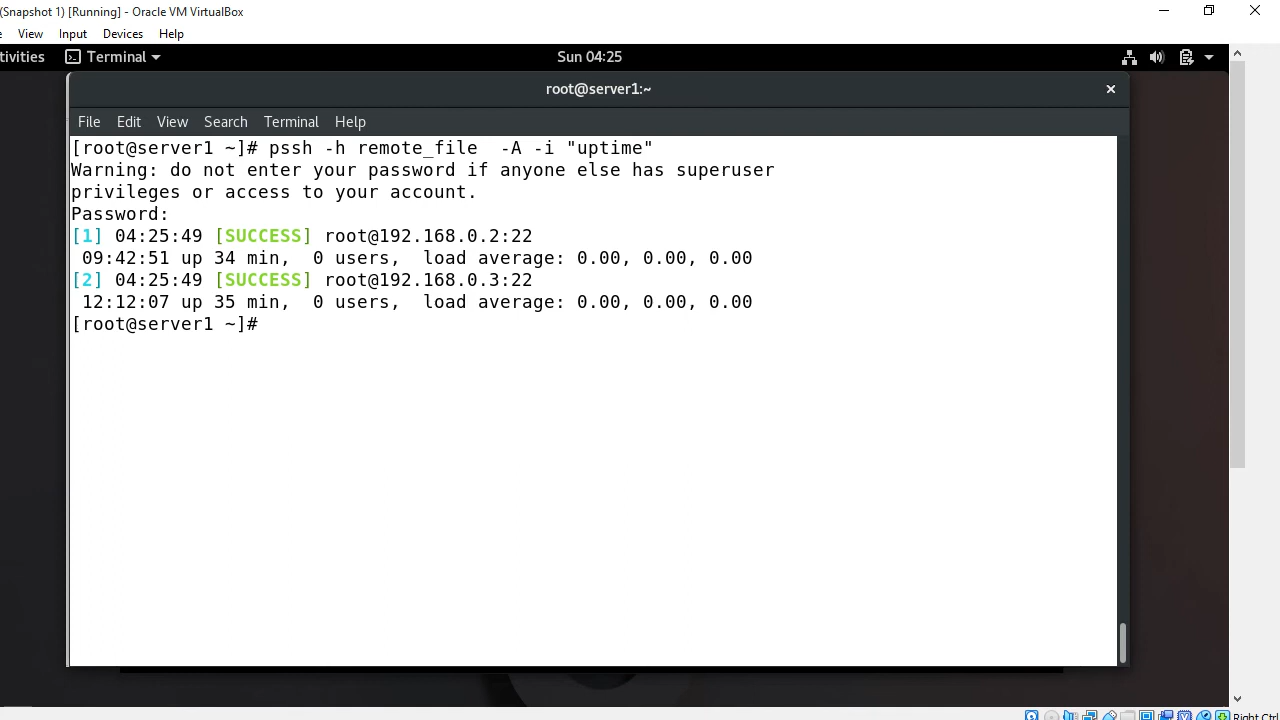 (Snapshot 1) [Running] - Oracle VM VirtualBox
View Input Devices Help
tivities Terminal Sun 04:25
root@server1:~
File Edit View Search Terminal Help
[root@server1 ~]# pssh -h remote_file  -A -i "uptime"
Warning: do not enter your password if anyone else has superuser
privileges or access to your account.
Password:
[1] 04:25:49 [SUCCESS] root@192.168.0.2:22
 09:42:51 up 34 min,  0 users,  load average: 0.00, 0.00, 0.00
[2] 04:25:49 [SUCCESS] root@192.168.0.3:22
 12:12:07 up 35 min,  0 users,  load average: 0.00, 0.00, 0.00
[root@server1 ~]#
Right Ctrl